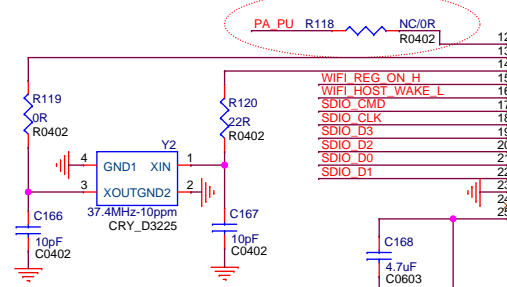 PA_PU R118 NC/0R
R0402
12
13
14
WIFI_REG_ON_H 15
WIFI_HOST_WAKE_L 16
SDIO_CMD 17
SDIO_CLK 18
SDIO_D3 19
SDIO_D2 20
SDIO_D0 21
SDIO_D1 22
23
24
25
R119
0R
R0402
R120
22R
R0402
Y2
4 GND1 XIN 1
3 XOUTGND2 2
37.4MHz-10ppm
CRY_D3225
C166
10pF
C0402
C167
10pF
C0402
C168
4.7uF
C0603